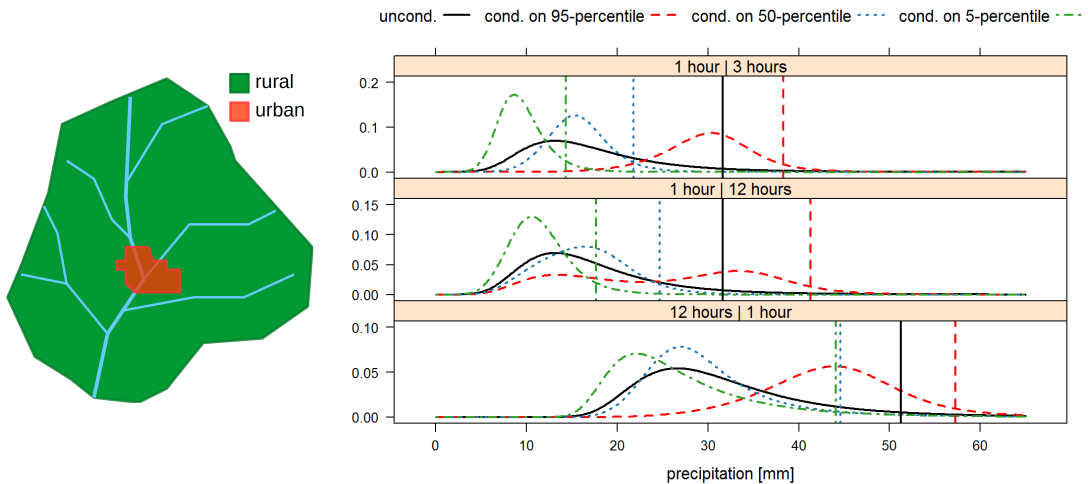 uncond. cond. on 95-percentile cond. on 50-percentile cond. on 5-percentile
rural
urban
1 hour | 3 hours
0.2
0.1
0.0
1 hour | 12 hours
0.15
0.10
0.05
0.00
12 hours | 1 hour
0.10
0.05
0.00
0 10 20 30 40 50 60
precipitation [mm]